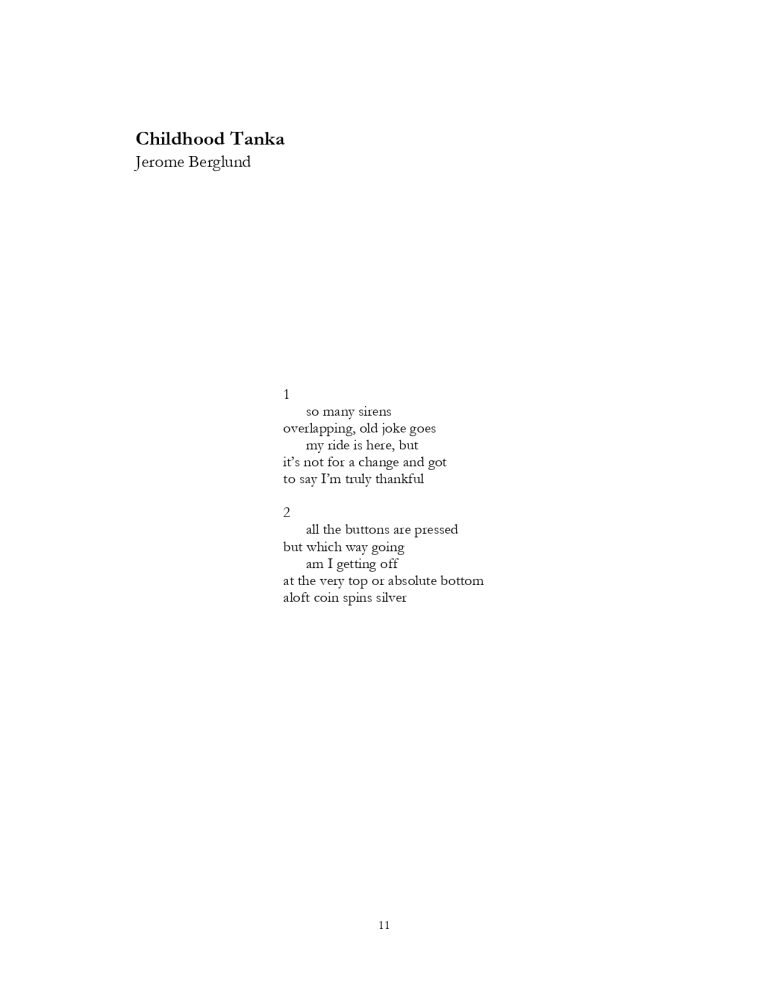 Childhood Tanka
Jerome Berglund
1
so many sirens
overlapping, old joke goes
my ride is here, but
it’s not for a change and got
to say I’m truly thankful
2
all the buttons are pressed
but which way going
am I getting off
at the very top or absolute bottom
aloft coin spins silver
11